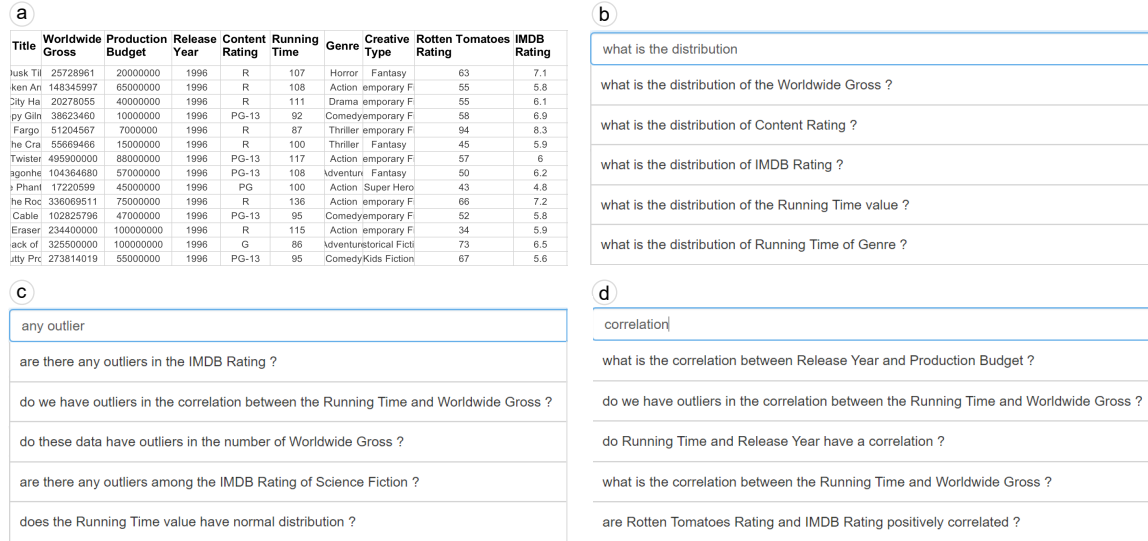 a
Title Worldwide Gross Production Budget Release Year Content Rating Running Time Genre Creative Type Rotten Tomatoes Rating IMDB Rating
25728961 20000000 1996 R 107 Horror Fantasy 63 7.1
148345997 65000000 1996 R 108 Action 55 5.8
20278055 40000000 1996 R 111 Drama 55 6.1
38623460 10000000 1996 PG-13 92 Comedy 58 6.9
Fargo 51204567 7000000 1996 R 87 Thriller 94 8.3
55669466 15000000 1996 R 100 Thriller Fantasy 45 5.9
Twister 495900000 88000000 1996 PG-13 117 Action 57 6
104364680 57000000 1996 PG-13 108 Fantasy 50 6.2
17220599 45000000 1996 PG 100 Action Super Hero 43 4.8
336069511 75000000 1996 R 136 Action 66 7.2
Cable 102825796 47000000 1996 PG-13 95 Comedy 52 5.8
Eraser 234400000 100000000 1996 R 115 Action 34 5.9
ack of 325500000 100000000 1996 G 86 73 6.5
273814019 55000000 1996 PG-13 95 Comedy Kids Fiction 67 5.6
b
what is the distribution
what is the distribution of the Worldwide Gross ?
what is the distribution of Content Rating ?
what is the distribution of IMDB Rating ?
what is the distribution of the Running Time value ?
what is the distribution of Running Time of Genre ?
c
any outlier
are there any outliers in the IMDB Rating ?
do we have outliers in the correlation between the Running Time and Worldwide Gross ?
do these data have outliers in the number of Worldwide Gross ?
are there any outliers among the IMDB Rating of Science Fiction ?
does the Running Time value have normal distribution ?
d
correlation
what is the correlation between Release Year and Production Budget ?
do we have outliers in the correlation between the Running Time and Worldwide Gross ?
do Running Time and Release Year have a correlation ?
what is the correlation between the Running Time and Worldwide Gross ?
are Rotten Tomatoes Rating and IMDB Rating positively correlated ?